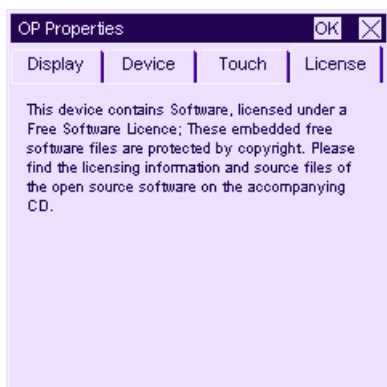 OP Properties OK X
Display Device Touch License
This device contains Software, licensed under a
Free Software Licence; These embedded free
software files are protected by copyright. Please
find the licensing information and source files of
the open source software on the accompanying
CD.